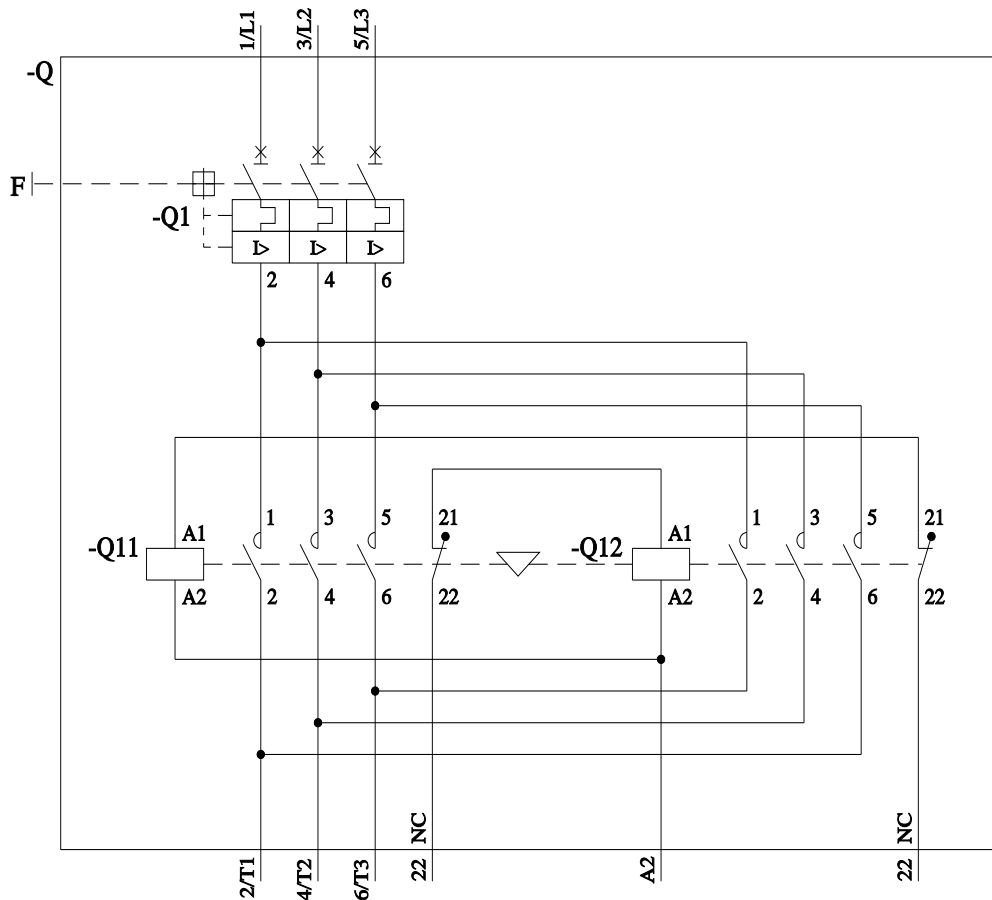 1/L1 3/L2 5/L3
-Q
F
-Q1
I> I> I>
2 4 6
1 3 5 21 1 3 5 21
-Q11 A1 -Q12 A1
A2 2 4 6 22 A2 2 4 6 22
NC NC
2/T1 4/T2 6/T3 22 A2 22